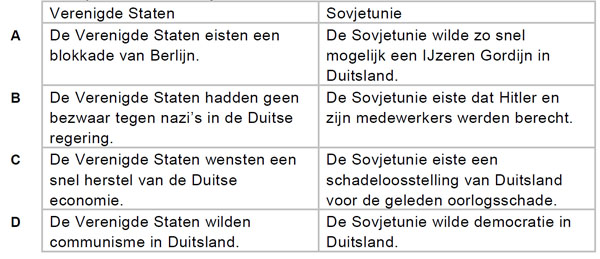 Verenigde Staten Sovjetunie
A De Verenigde Staten eisten een De Sovjetunie wilde zo snel
blokkade van Berlijn. mogelijk een IJzeren Gordijn in
Duitsland.
B De Verenigde Staten hadden geen De Sovjetunie eiste dat Hitler en
bezwaar tegen nazi's in de Duitse zijn medewerkers werden berecht.
regering.
C De Verenigde Staten wensten een De Sovjetunie eiste een
snel herstel van de Duitse schadeloosstelling van Duitsland
economie. voor de geleden oorlogsschade.
D De Verenigde Staten wilden De Sovjetunie wilde democratie in
communisme in Duitsland. Duitsland.